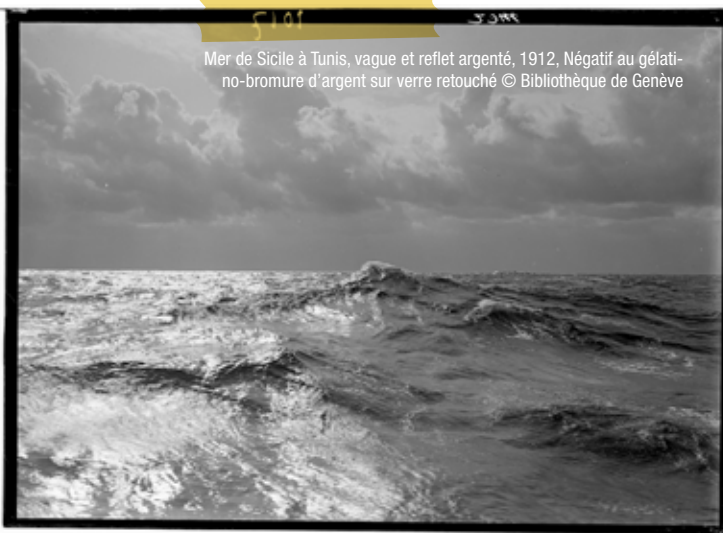 Mer de Sicile à Tunis, vague et reflet argenté, 1912, Négatif au gélati-
no-bromure d'argent sur verre retouché © Bibliothèque de Genève